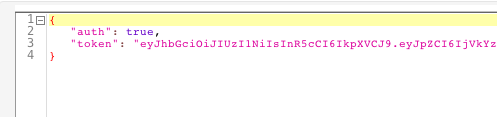 1 {
2 "auth": true,
3 "token": "eyJhbGciOiJIUzI1NiIsInR5cCI6IkpXVCJ9.eyJpZCI6IjVkYz
4 }